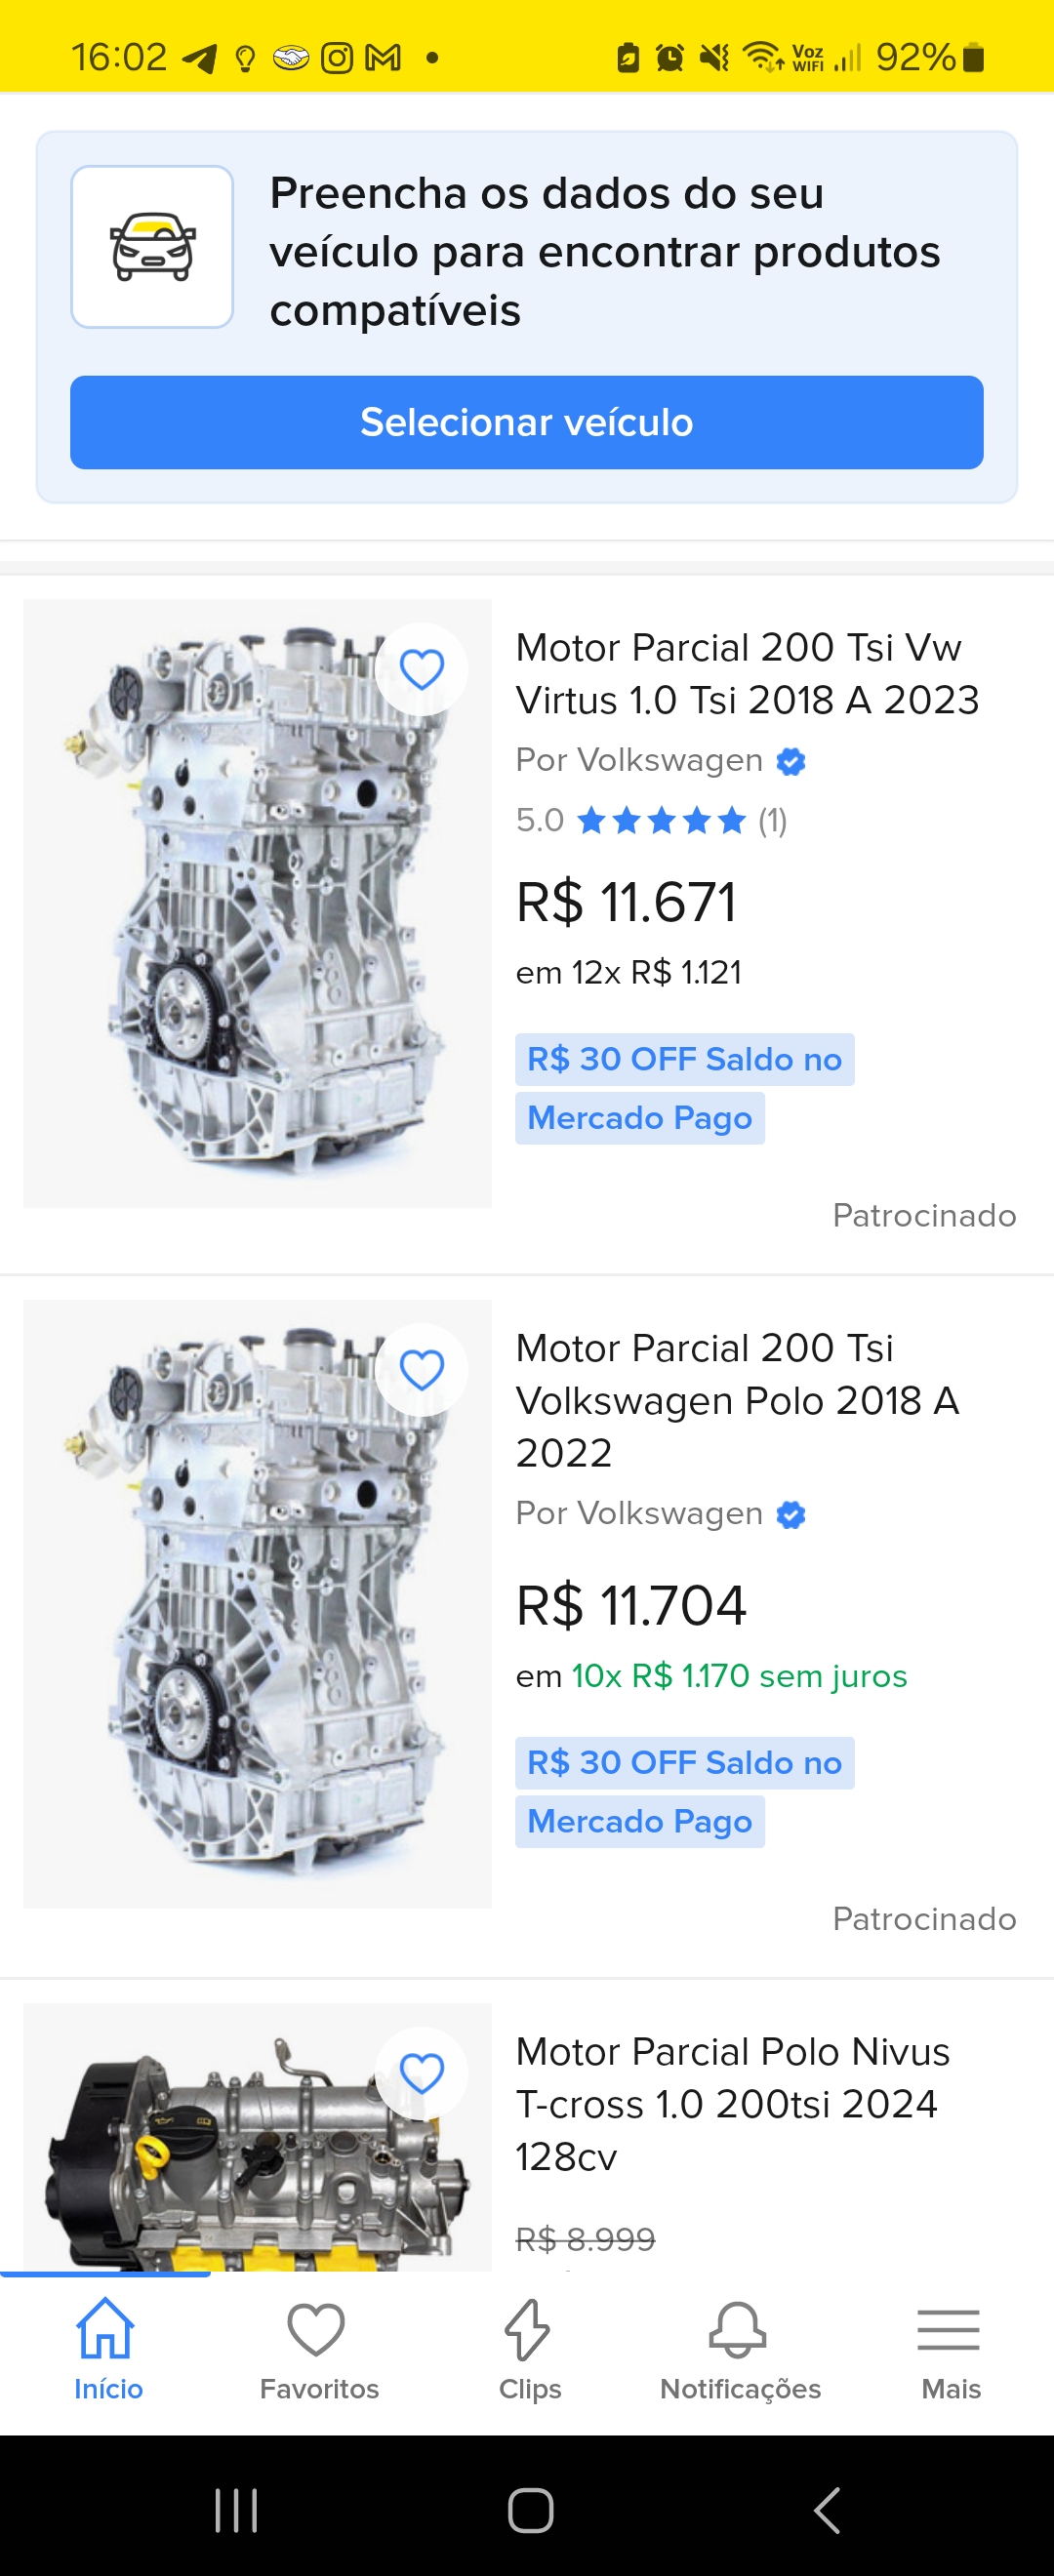 16:02
Voz
WIFI
92%
Preencha os dados do seu
veículo para encontrar produtos
compatíveis
Selecionar veículo
Motor Parcial 200 Tsi Vw
Virtus 1.0 Tsi 2018 A 2023
Por Volkswagen
5.0 (1)
R$ 11.671
em 12x R$ 1.121
R$ 30 OFF Saldo no
Mercado Pago
Patrocinado
Motor Parcial 200 Tsi
Volkswagen Polo 2018 A
2022
Por Volkswagen
R$ 11.704
em 10x R$ 1.170 sem juros
R$ 30 OFF Saldo no
Mercado Pago
Patrocinado
Motor Parcial Polo Nivus
T-cross 1.0 200tsi 2024
128cv
R$ 8.999
Início
Favoritos
Clips
Notificações
Mais